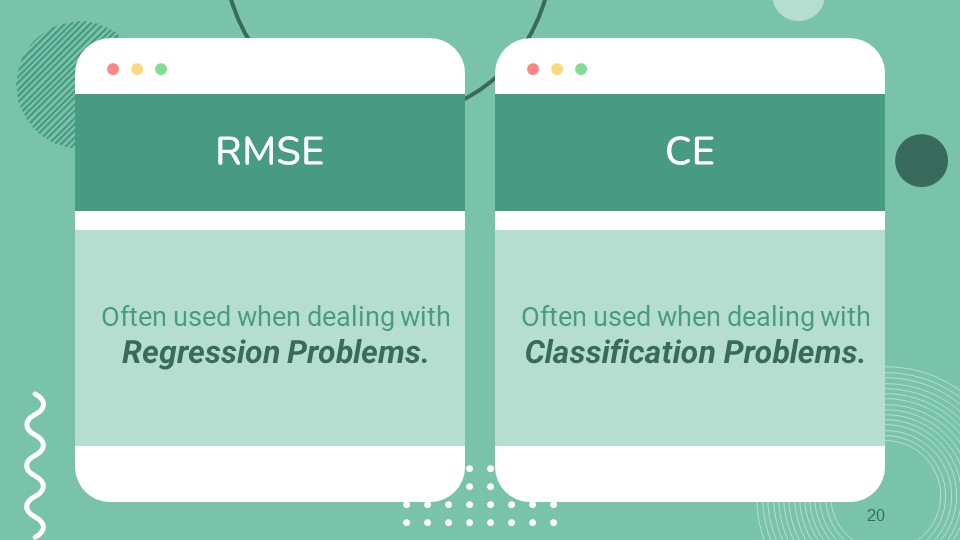 RMSE
Often used when dealing with
Regression Problems.
CE
Often used when dealing with
Classification Problems.
20